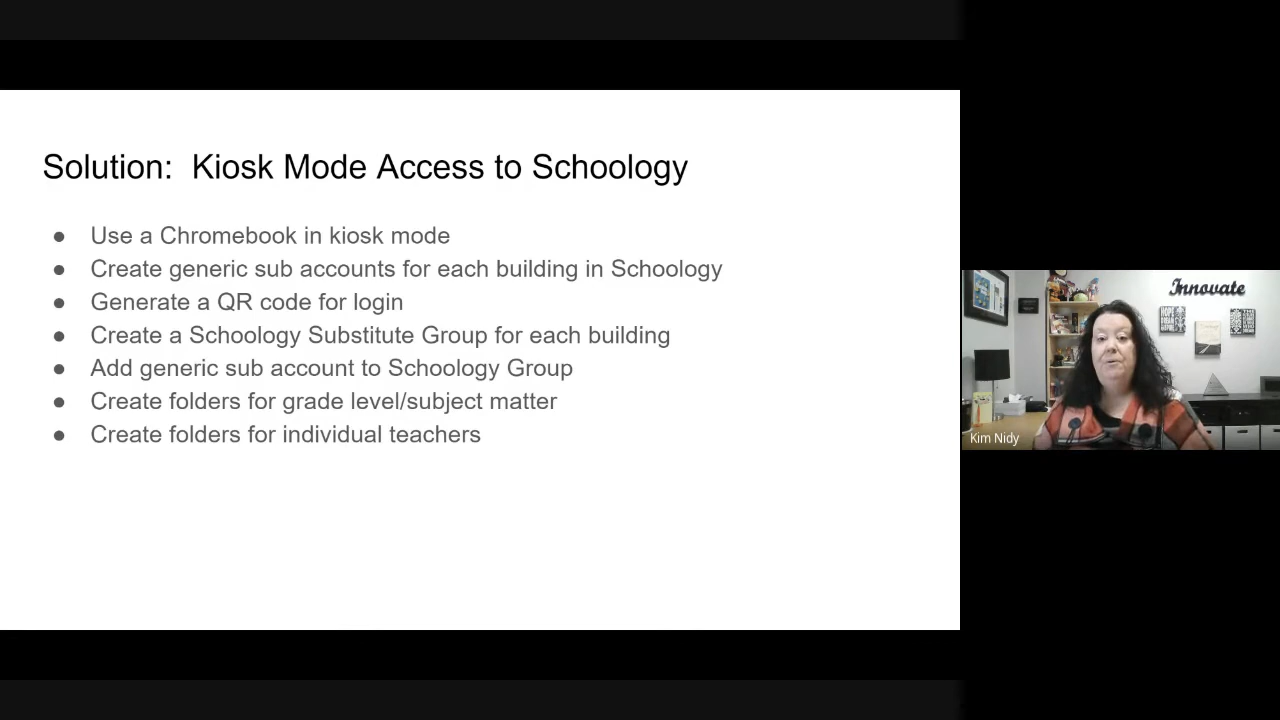 Solution:  Kiosk Mode Access to Schoology
● Use a Chromebook in kiosk mode
● Create generic sub accounts for each building in Schoology
● Generate a QR code for login
● Create a Schoology Substitute Group for each building
● Add generic sub account to Schoology Group
● Create folders for grade level/subject matter
● Create folders for individual teachers
Innovate
Kim Nidy